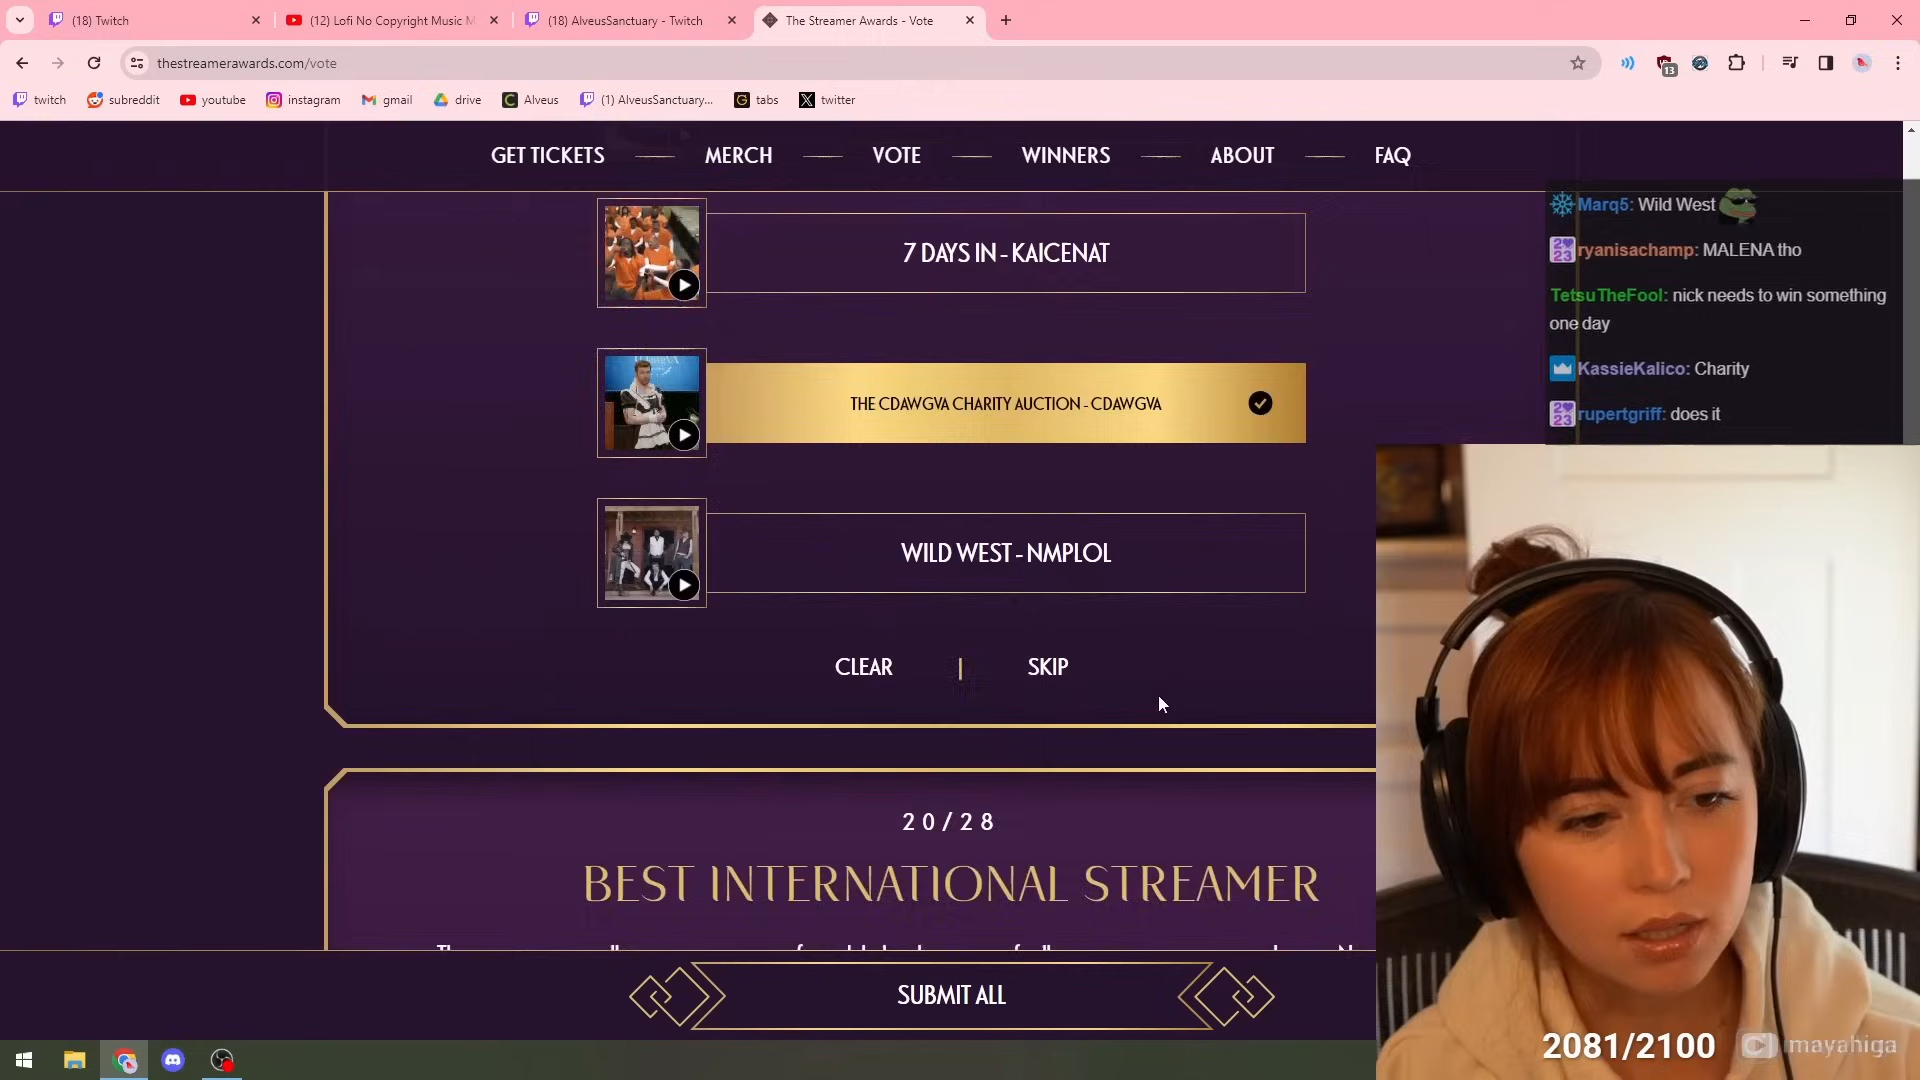 (18) Twitch
(12) Lofi No Copyright Music M
(18) AlveusSanctuary - Twitch
The Streamer Awards - Vote
thestreamerawards.com/vote
13
twitch
subreddit
youtube
instagram
gmail
drive
Alveus
(1) AlveusSanctuary...
tabs
twitter
GET TICKETS
MERCH
VOTE
WINNERS
ABOUT
FAQ
7 DAYS IN - KAICENAT
THE CDAWGVA CHARITY AUCTION - CDAWGVA
WILD WEST - NMPLOL
CLEAR | SKIP
20/28
BEST INTERNATIONAL STREAMER
SUBMIT ALL
Marq5: Wild West
ryanisachamp: MALENA tho
TetsuTheFool: nick needs to win something
one day
KassieKalico: Charity
rupertgriff: does it
2081/2100
mayahiga